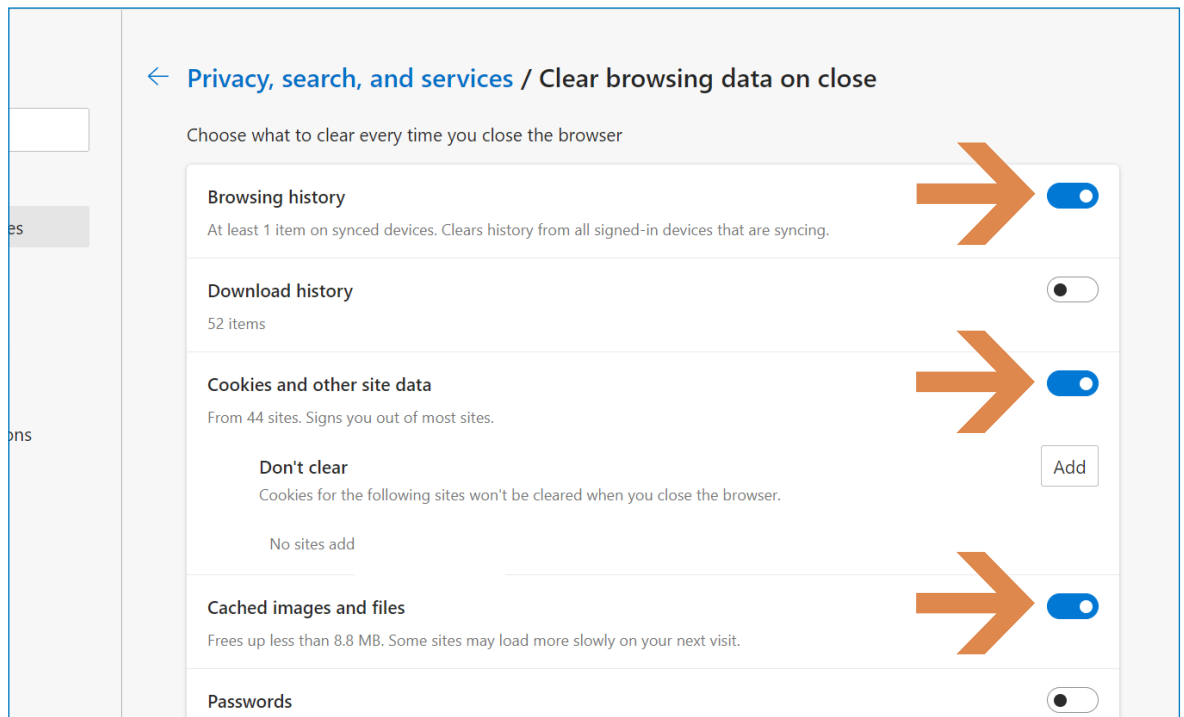 Privacy, search, and services / Clear browsing data on close
Choose what to clear every time you close the browser
Browsing history
At least 1 item on synced devices. Clears history from all signed-in devices that are syncing.
es
Download history
52 items
Cookies and other site data
From 44 sites. Signs you out of most sites.
ons
Don't clear
Add
Cookies for the following sites won't be cleared when you close the browser.
No sites add
Cached images and files
Frees up less than 8.8 MB. Some sites may load more slowly on your next visit.
Passwords